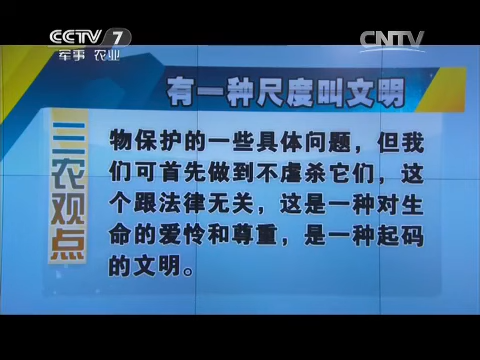 CCTV 7
CNTV
军事 农业
有一种尺度叫文明
三农观点
物保护的一些具体问题，但我
们可首先做到不虐杀它们，这
个跟法律无关，这是一种对生
命的爱怜和尊重，是一种起码
的文明。